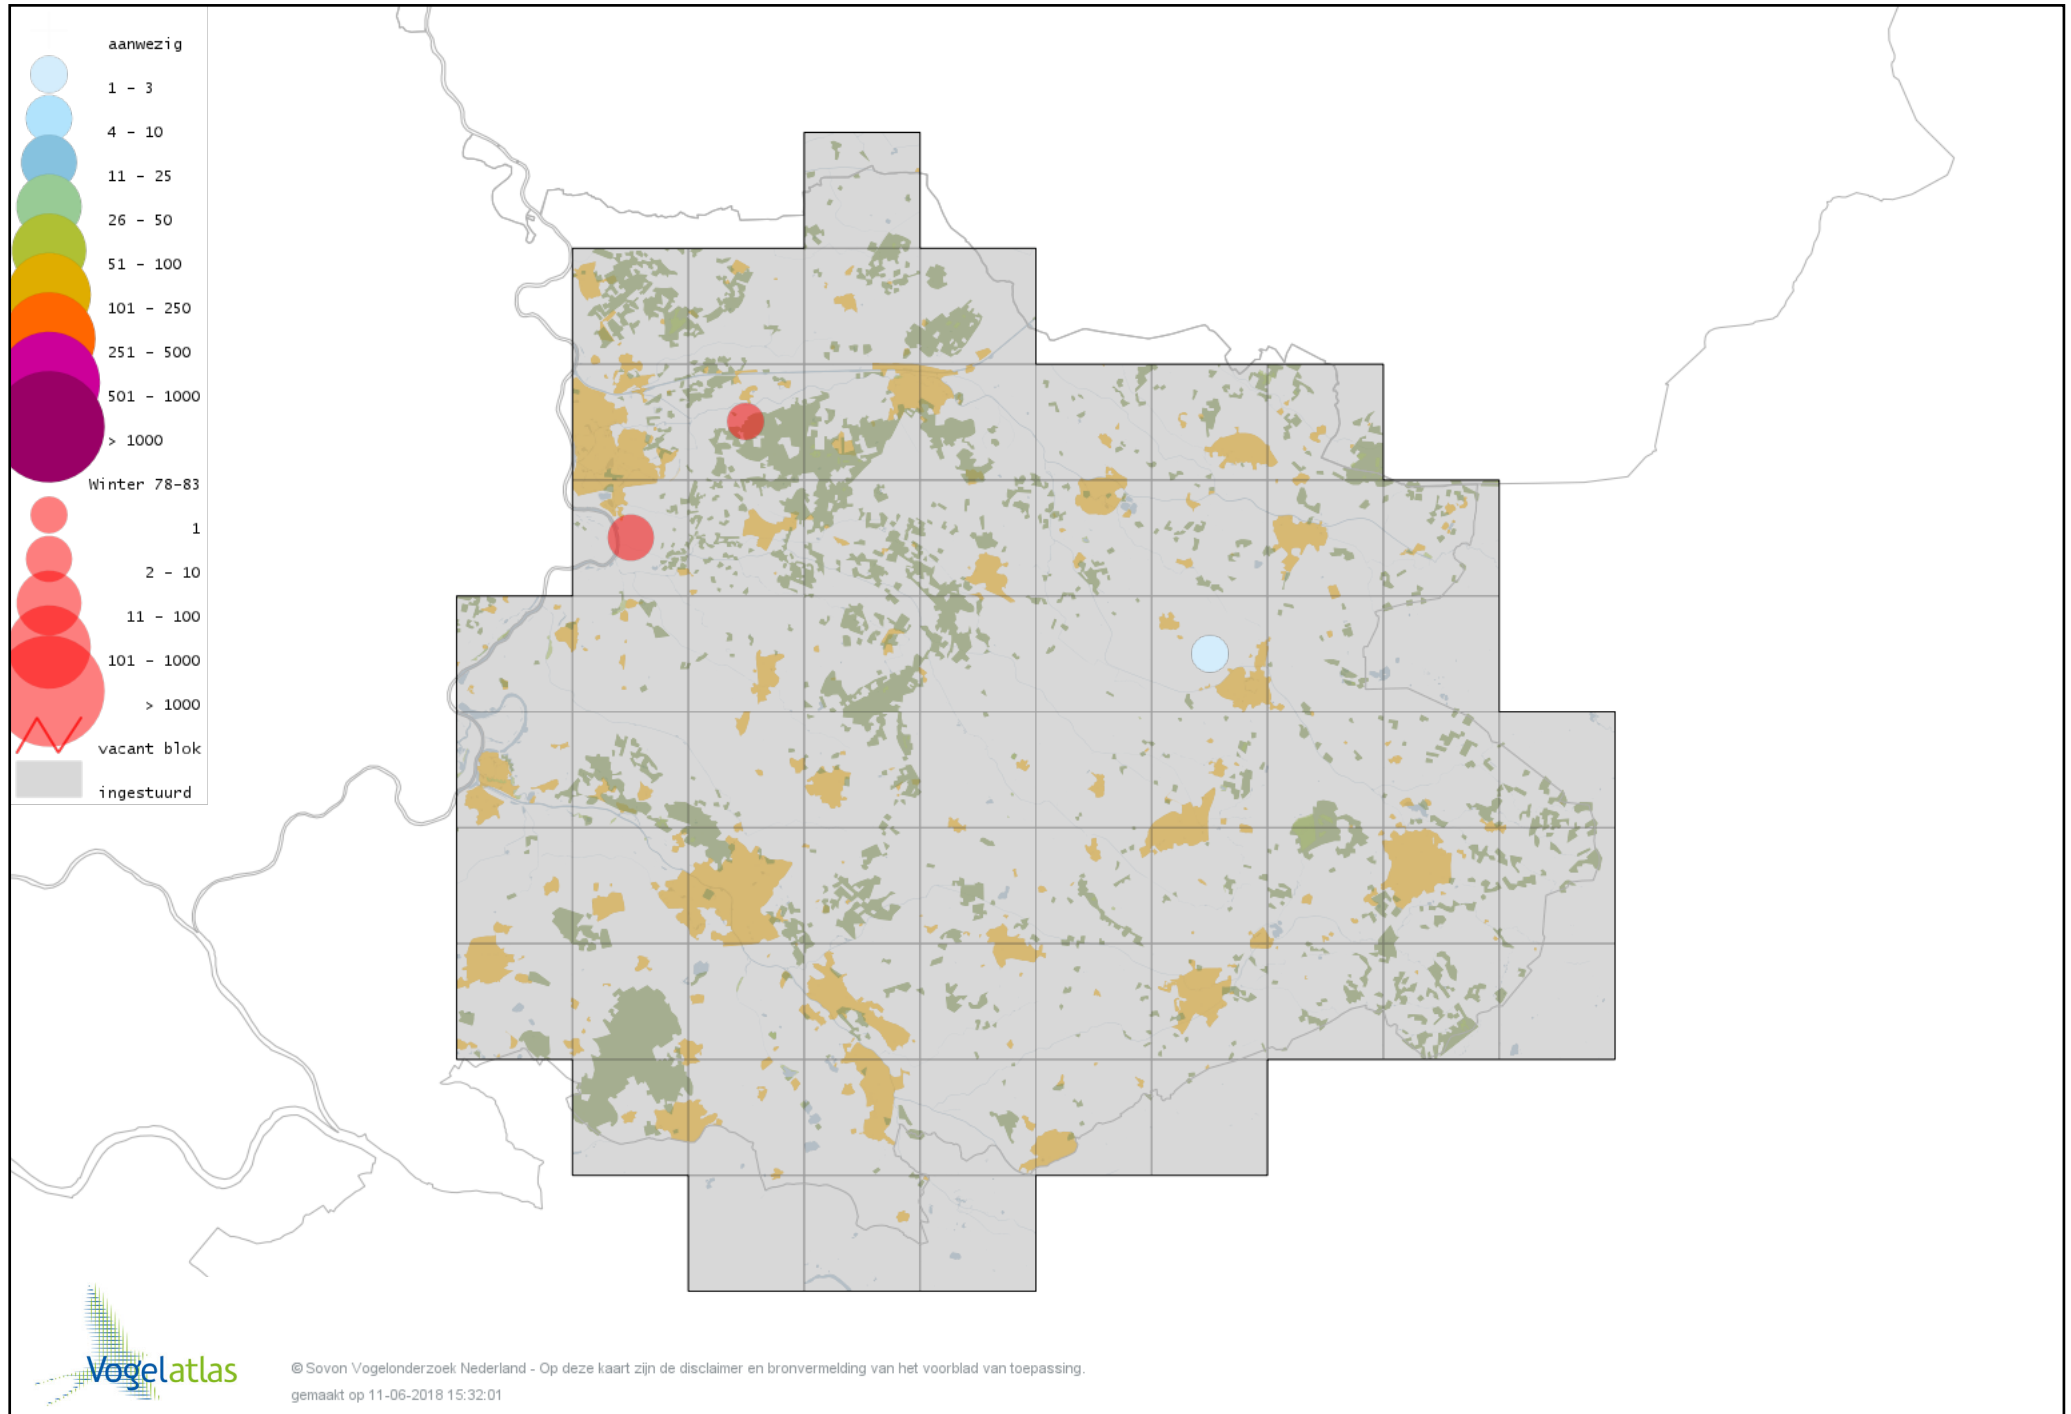 aanwezig
1 – 3
4 – 10
11 – 25
26 – 50
51 – 100
101 – 250
251 – 500
501 – 1000
> 1000
Winter 78-83
1
2 – 10
11 – 100
101 – 1000
> 1000
vacant blok
ingestuurd
Vogelatlas
© Sovon Vogelonderzoek Nederland - Op deze kaart zijn de disclaimer en bronvermelding van het voorblad van toepassing.
gemaakt op 11-06-2018 15:32:01